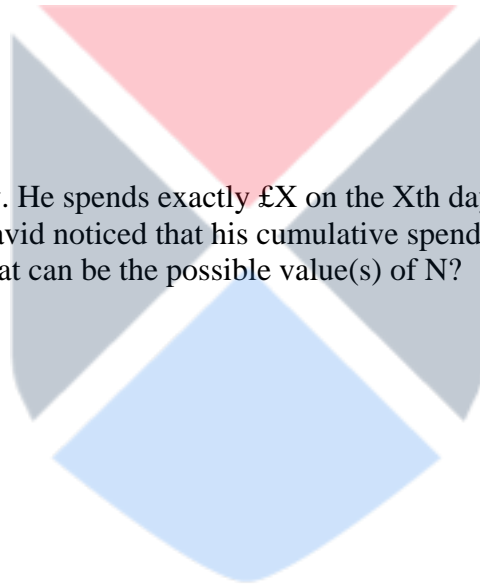 . He spends exactly £X on the Xth day
avid noticed that his cumulative spend
at can be the possible value(s) of N?